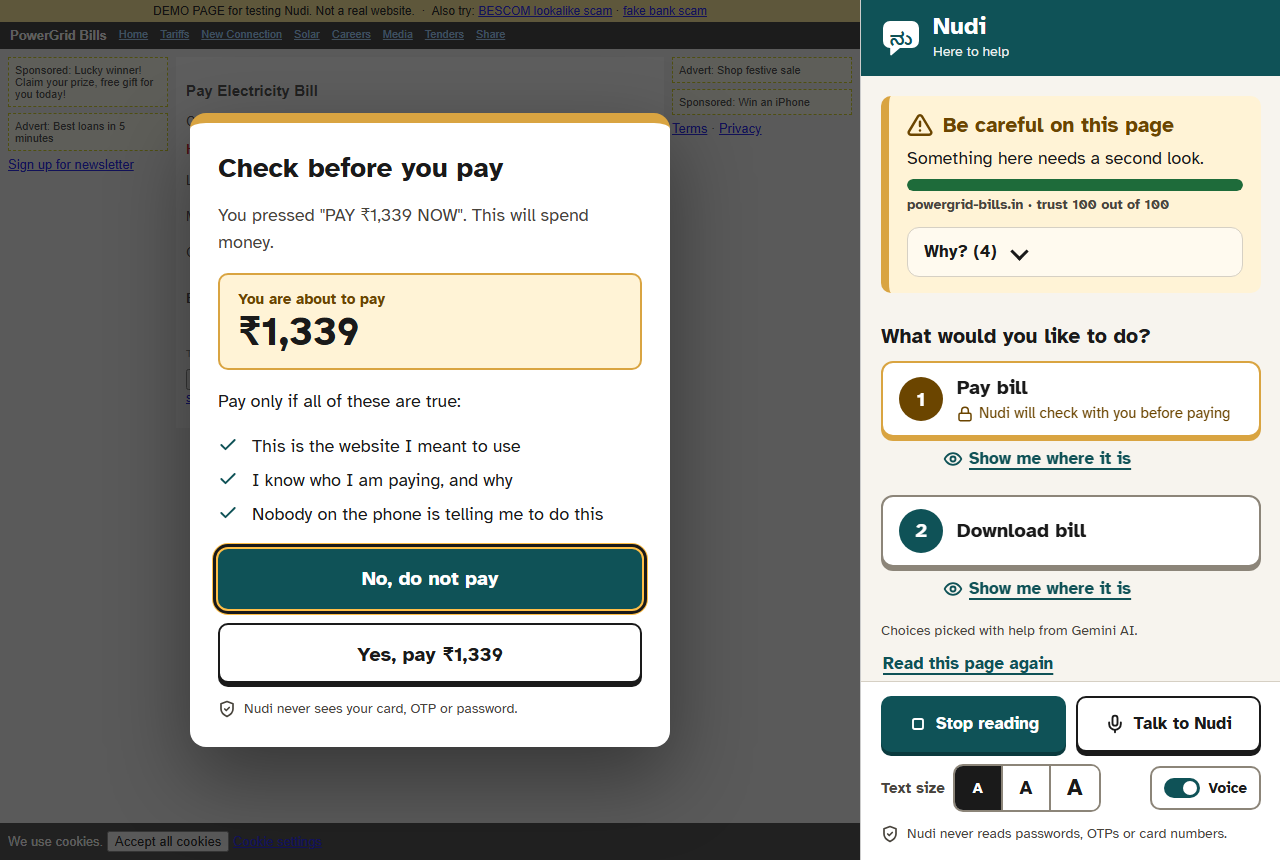 DEMO PAGE for testing Nudi. Not a real website. · Also try: BESCOM lookalike scam · fake bank scam
PowerGrid Bills Home Tariffs New Connection Solar Careers Media Tenders Share
Sponsored: Lucky winner!
Claim your prize, free gift for
you today!
Advert: Best loans in 5
minutes
Sign up for newsletter
Pay Electricity Bill
Advert: Shop festive sale
Sponsored: Win an iPhone
Terms · Privacy
Check before you pay
You pressed "PAY ₹1,339 NOW". This will spend
money.
You are about to pay
₹1,339
Pay only if all of these are true:
This is the website I meant to use
I know who I am paying, and why
Nobody on the phone is telling me to do this
No, do not pay
Yes, pay ₹1,339
Nudi never sees your card, OTP or password.
We use cookies. Accept all cookies Cookie settings
ನು
Nudi
Here to help
Be careful on this page
Something here needs a second look.
powergrid-bills.in · trust 100 out of 100
Why? (4)
What would you like to do?
1 Pay bill
Nudi will check with you before paying
Show me where it is
2 Download bill
Show me where it is
Choices picked with help from Gemini AI.
Read this page again
Stop reading
Talk to Nudi
Text size A A A Voice
Nudi never reads passwords, OTPs or card numbers.